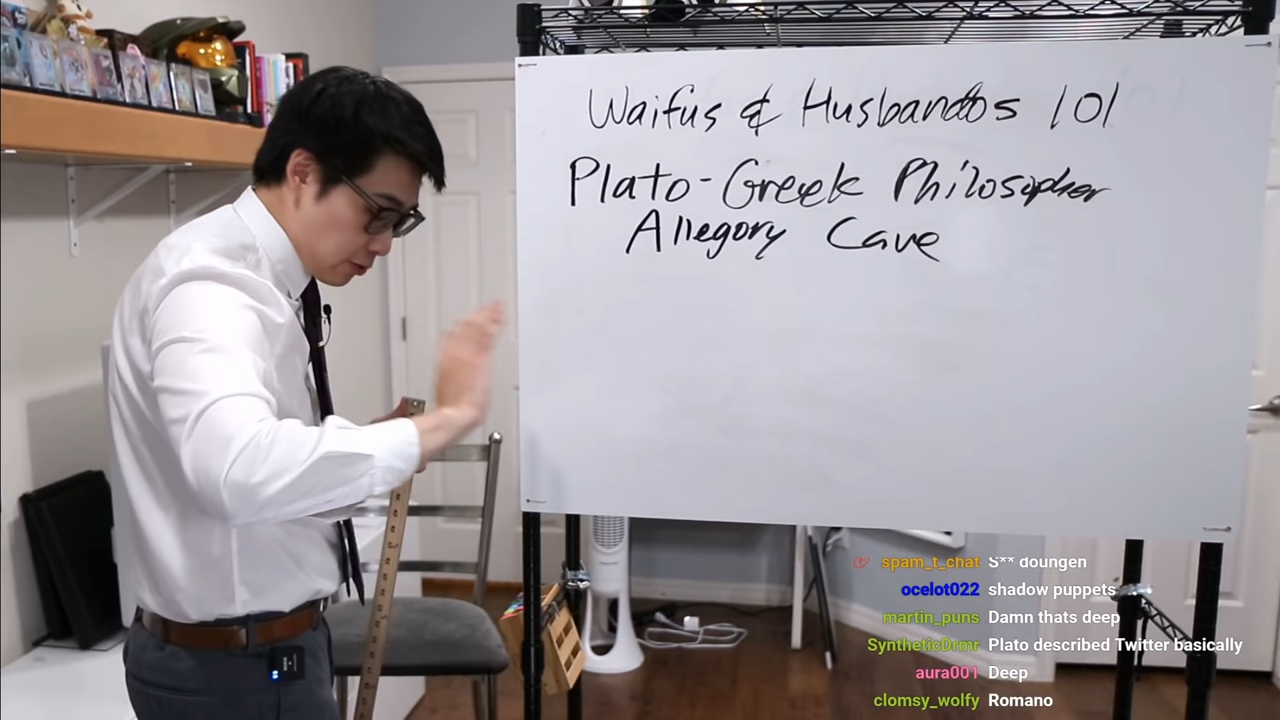 Waifus & Husbandos 101
Plato - Greek Philosopher
Allegory Cave
spam_t_chat S** doungen
ocelot022 shadow puppets
martin_puns Damn thats deep
SyntheticDrmr Plato described Twitter basically
aura001 Deep
clomsy_wolfy Romano